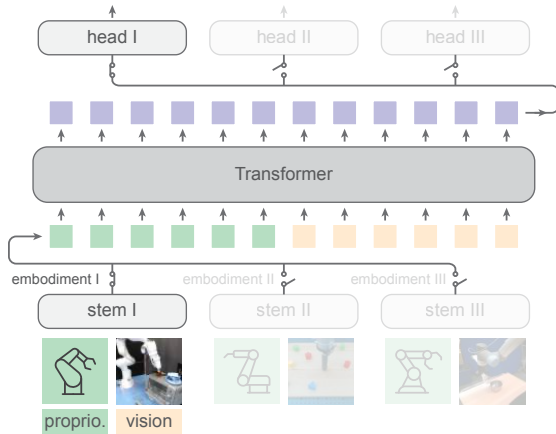 head I
head II
head III
Transformer
embodiment I
embodiment II
embodiment III
stem I
stem II
stem III
proprio.
vision